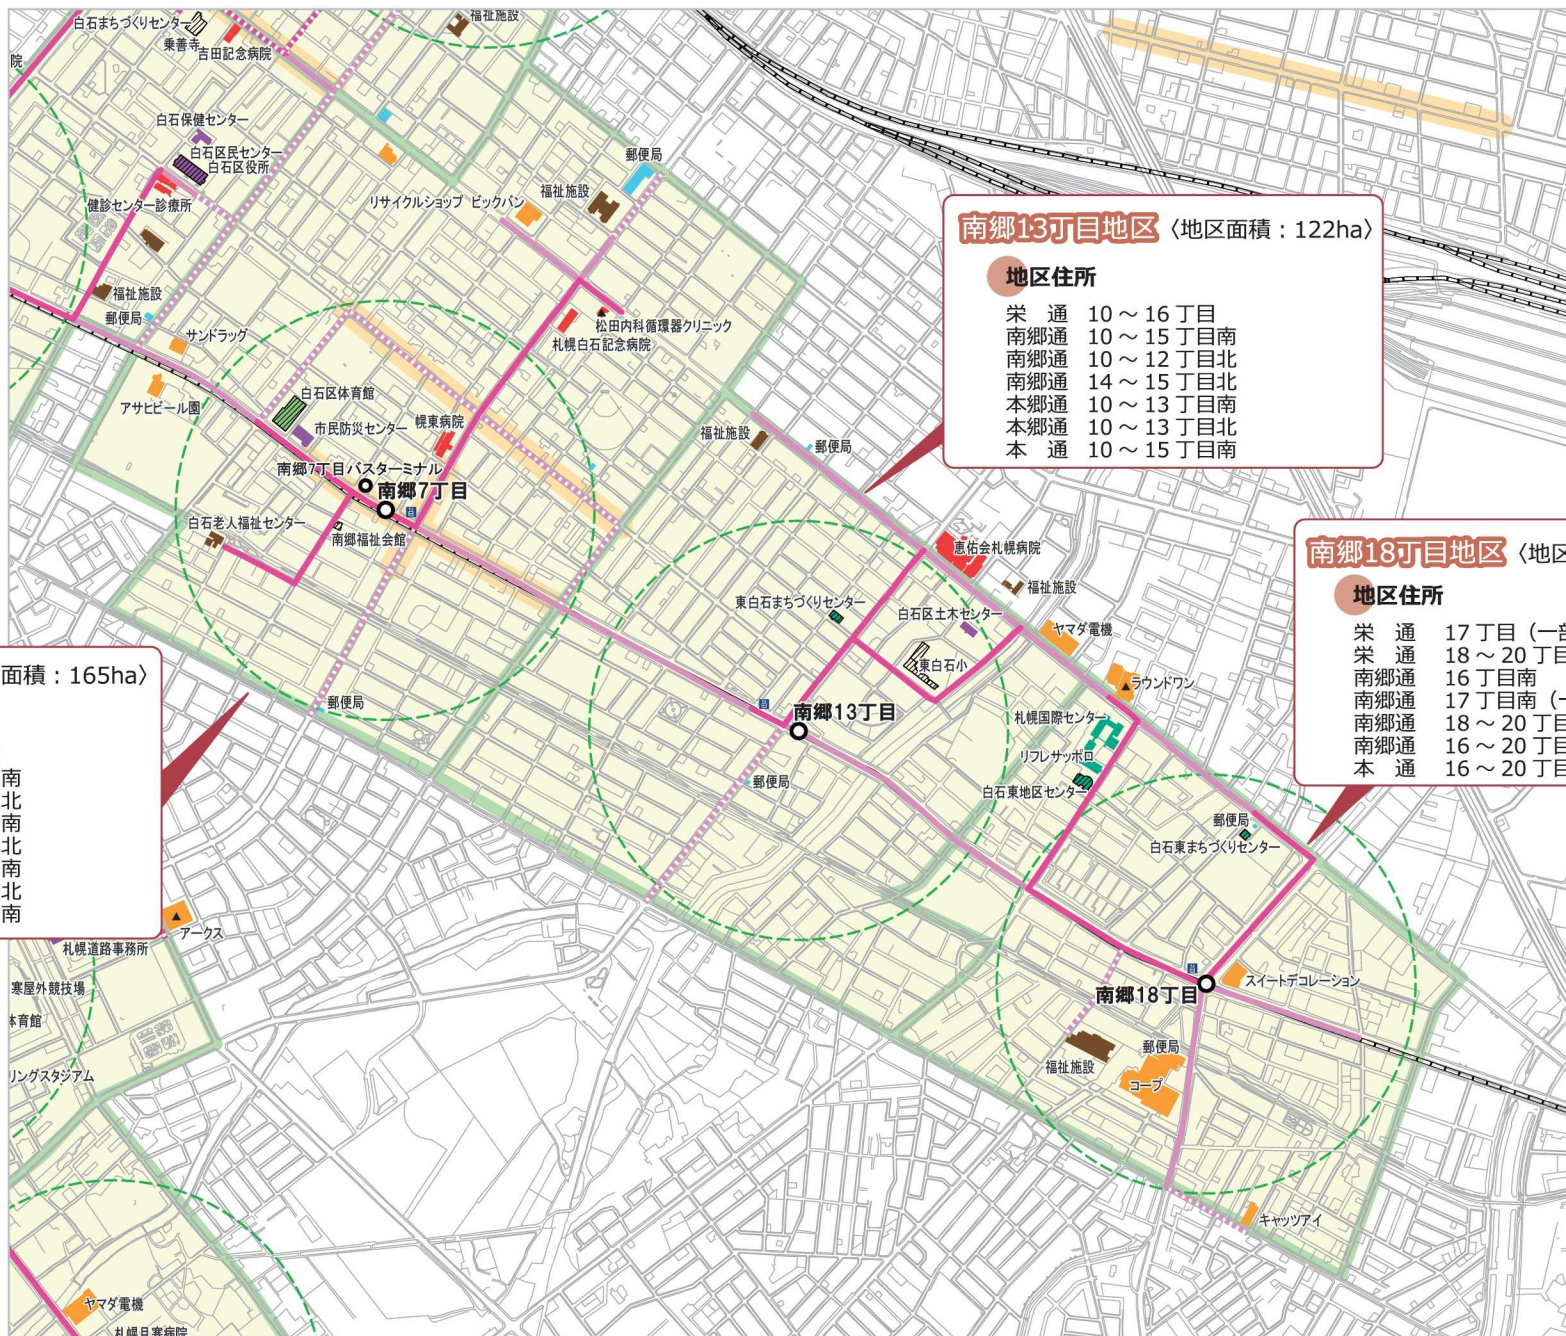 白石まちづくりセンター
乗善寺
吉田記念病院
福祉施設
院
白石保健センター
白石区民センター
白石区役所
健診センター診療所
福祉施設
郵便局
サンドラッグ
アサヒビール園
リサイクルショップ ビックバン
福祉施設
郵便局
松田内科循環器クリニック
札幌白石記念病院
白石区体育館
市民防災センター
幌東病院
南郷7丁目バスターミナル
南郷7丁目
白石老人福祉センター
南郷福祉会館
郵便局
福祉施設
郵便局
南郷13丁目地区〈地区面積：122ha〉
地区住所
栄　通　10～16丁目
南郷通　10～15丁目南
南郷通　10～12丁目北
南郷通　14～15丁目北
本郷通　10～13丁目南
本郷通　10～13丁目北
本　通　10～15丁目南
恵佑会札幌病院
福祉施設
東白石まちづくりセンター
白石区土木センター
東白石小
ヤマダ電機
ラウンドワン
南郷13丁目
郵便局
札幌国際センター
リフレサッポロ
白石東地区センター
南郷18丁目地区〈地区
地区住所
栄　通　17丁目（一部
栄　通　18～20丁目
南郷通　16丁目南
南郷通　17丁目南（一
南郷通　18～20丁目
南郷通　16～20丁目
本　通　16～20丁目
郵便局
白石東まちづくりセンター
南郷18丁目
スイートデコレーション
福祉施設
郵便局
コープ
キャッツアイ
面積：165ha〉
南
北
南
北
南
北
南
アークス
札幌道路事務所
寒屋外競技場
体育館
リングスタジアム
ヤマダ電機
札幌月寒病院